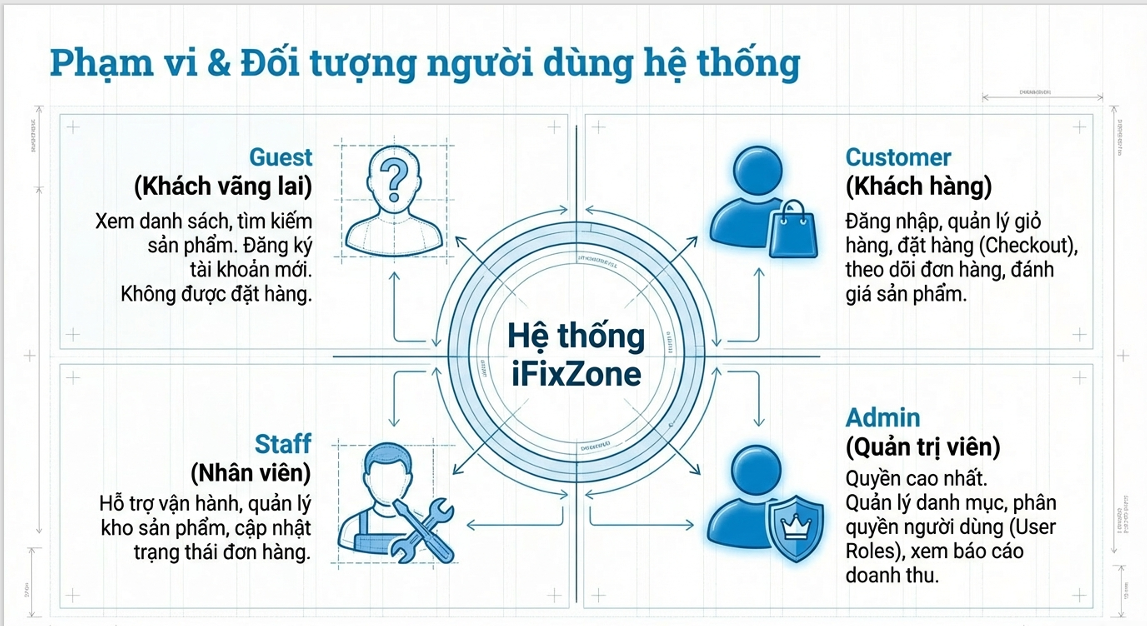 Phạm vi & Đối tượng người dùng hệ thống
Guest
(Khách vãng lai)
Xem danh sách, tìm kiếm
sản phẩm. Đăng ký
tài khoản mới.
Không được đặt hàng.
Customer
(Khách hàng)
Đăng nhập, quản lý giỏ
hàng, đặt hàng (Checkout),
theo dõi đơn hàng, đánh
giá sản phẩm.
Hệ thống
iFixZone
Staff
(Nhân viên)
Hỗ trợ vận hành, quản lý
kho sản phẩm, cập nhật
trạng thái đơn hàng.
Admin
(Quản trị viên)
Quyền cao nhất.
Quản lý danh mục, phân
quyền người dùng (User
Roles), xem báo cáo
doanh thu.